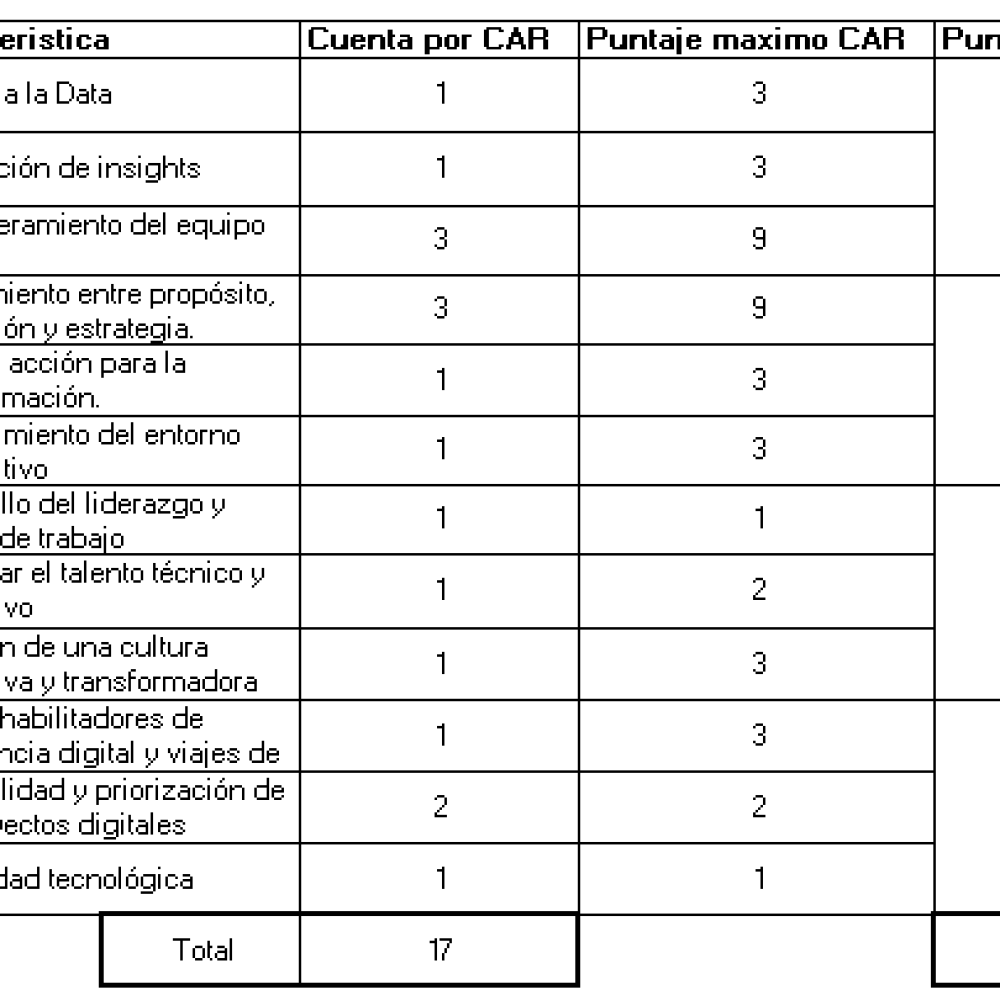 eristica Cuenta por CAR Puntaje maximo CAR Pun
a la Data 1 3
ción de insights 1 3
eramiento del equipo 3 9
niento entre propósito,
ón y estrategia. 3 9
acción para la
mación. 1 3
miento del entorno
tivo 1 3
llo del liderazgo y
de trabajo 1 1
ar el talento técnico y
vo 1 2
n de una cultura
va y transformadora 1 3
habilitadores de
ncia digital y viajes de 1 3
lidad y priorización de
ectos digitales 2 2
dad tecnológica 1 1
Total 17